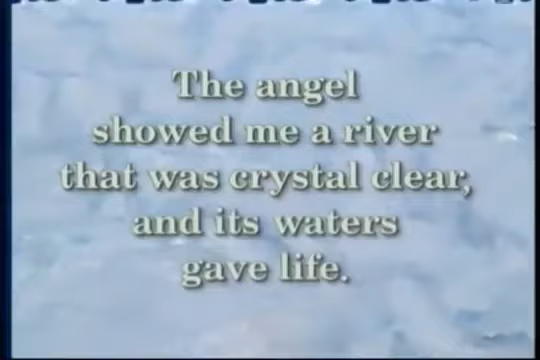 The angel
showed me a river
that was crystal clear,
and its waters
gave life.